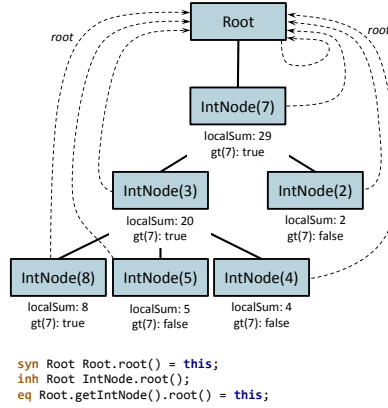 Root
root
root
IntNode(7)
localSum: 29
gt(7): true
IntNode(3)
IntNode(2)
localSum: 20
gt(7): true
localSum: 2
gt(7): false
IntNode(8)
IntNode(5)
IntNode(4)
localSum: 8
gt(7): true
localSum: 5
gt(7): false
localSum: 4
gt(7): false
syn Root Root.root() = this;
inh Root IntNode.root();
eq Root.getIntNode().root() = this;